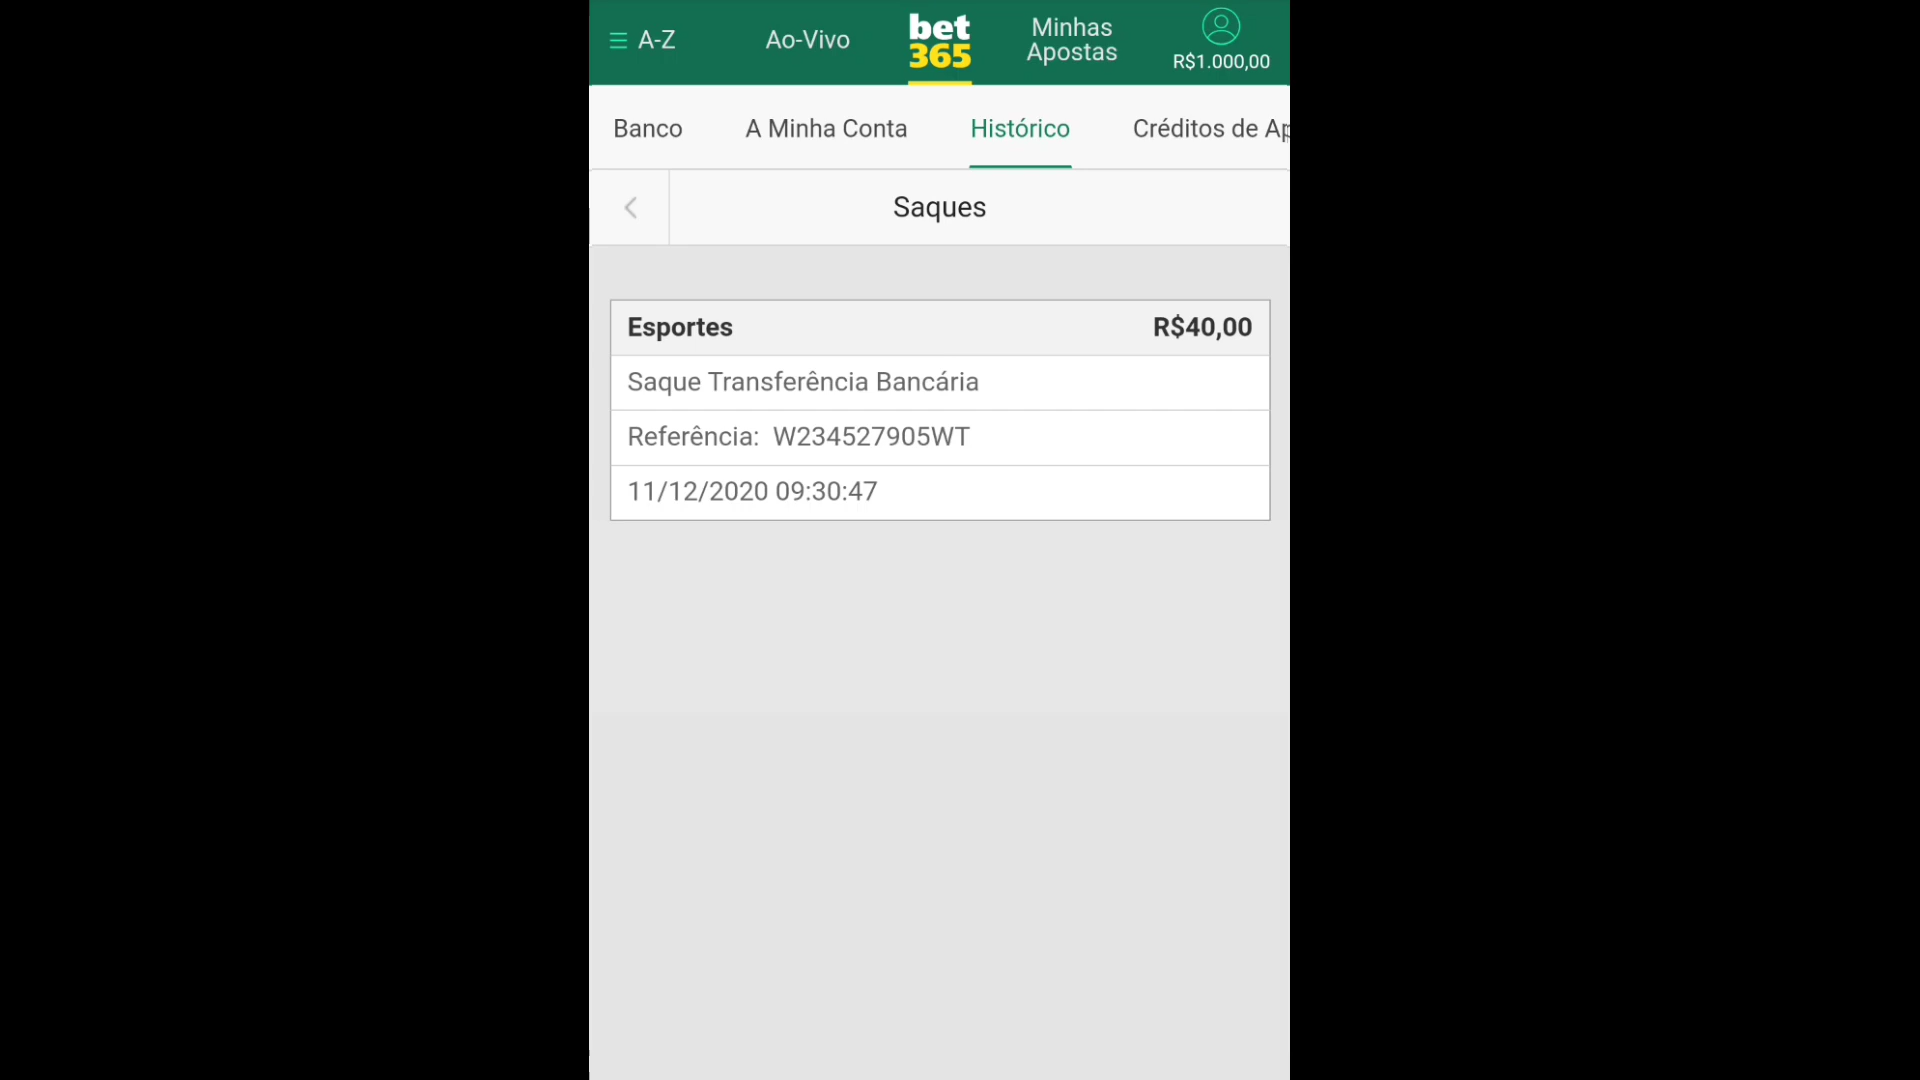 A-Z
Ao-Vivo
bet
365
Minhas
Apostas
R$1.000,00
Banco
A Minha Conta
Histórico
Créditos de Ap
Saques
Esportes R$40,00
Saque Transferência Bancária
Referência: W234527905WT
11/12/2020 09:30:47